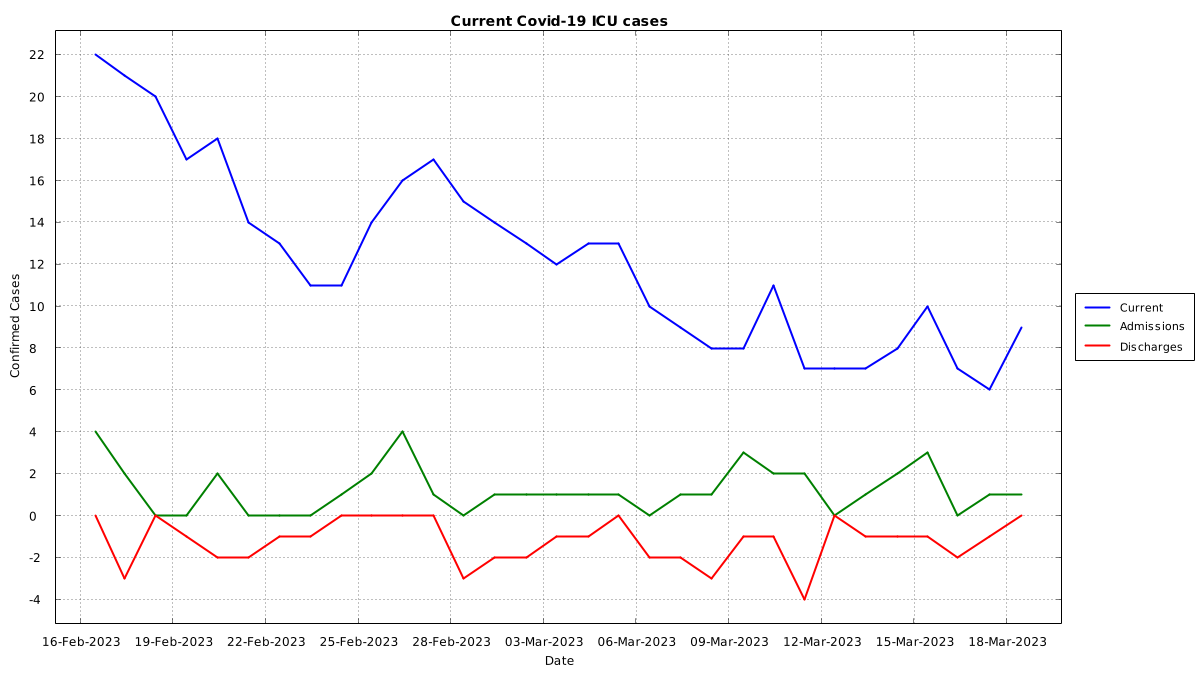 Current Covid-19 ICU cases
Confirmed Cases
22
20
18
16
14
12
10
8
6
4
2
0
-2
-4
16-Feb-2023 19-Feb-2023 22-Feb-2023 25-Feb-2023 28-Feb-2023 03-Mar-2023 06-Mar-2023 09-Mar-2023 12-Mar-2023 15-Mar-2023 18-Mar-2023
Date
Current
Admissions
Discharges